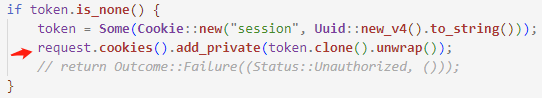 if token.is_none() {
    token = Some(Cookie::new("session", Uuid::new_v4().to_string()));
    request.cookies().add_private(token.clone().unwrap());
    // return Outcome::Failure((Status::Unauthorized, ()));
}